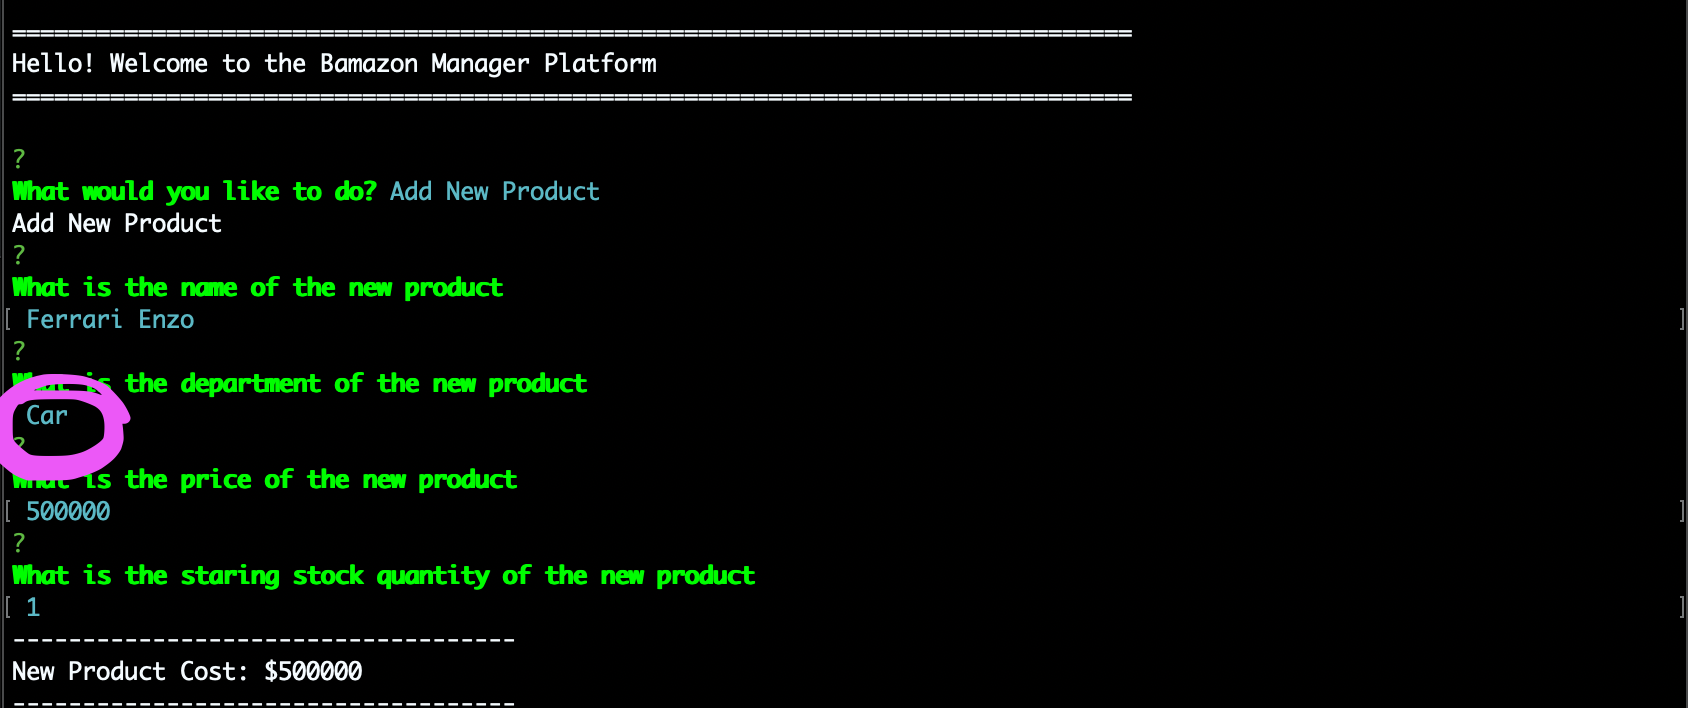 ================================================================================
Hello! Welcome to the Bamazon Manager Platform
================================================================================
?
What would you like to do? Add New Product
Add New Product
?
What is the name of the new product
[ Ferrari Enzo ]
?
What is the department of the new product
Car
?
What is the price of the new product
[ 500000 ]
?
What is the staring stock quantity of the new product
[ 1 ]
------------------------------------
New Product Cost: $500000
------------------------------------